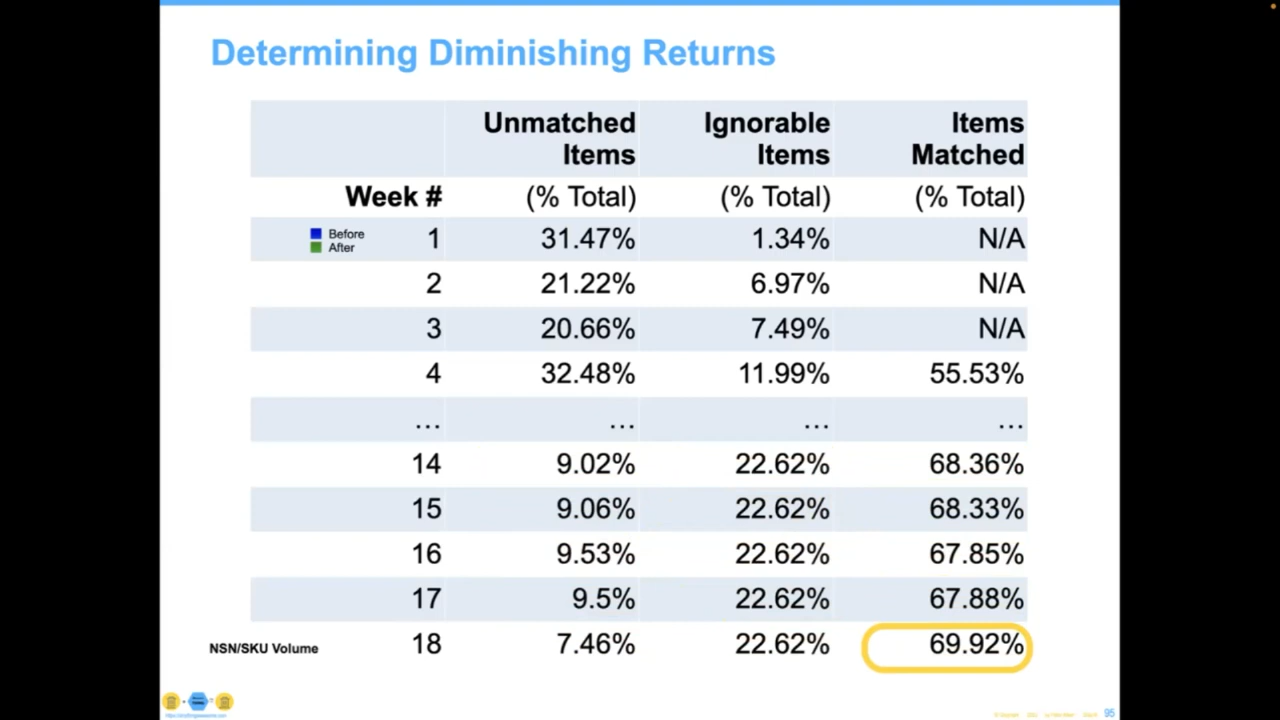 Determining Diminishing Returns
Unmatched Items Ignorable Items Items Matched
Week # (% Total) (% Total) (% Total)
Before
After
1 31.47% 1.34% N/A
2 21.22% 6.97% N/A
3 20.66% 7.49% N/A
4 32.48% 11.99% 55.53%
... ... ... ...
14 9.02% 22.62% 68.36%
15 9.06% 22.62% 68.33%
16 9.53% 22.62% 67.85%
17 9.5% 22.62% 67.88%
NSN/SKU Volume 18 7.46% 22.62% 69.92%
95